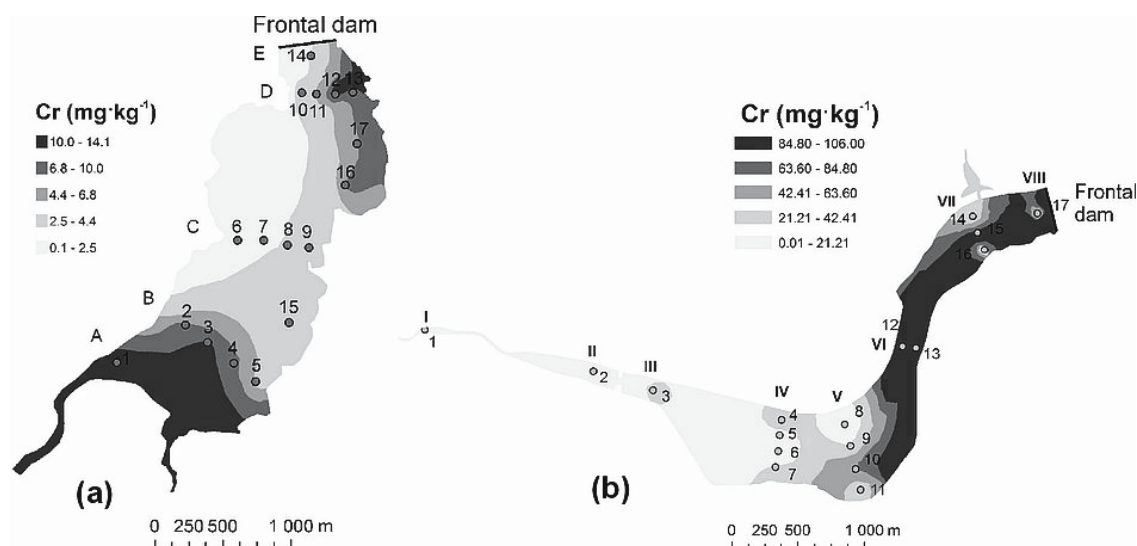 Frontal dam
E
14
D
12 13
10 11
Cr (mg·kg⁻¹)
10.0 - 14.1
6.8 - 10.0
4.4 - 6.8
2.5 - 4.4
0.1 - 2.5
17
16
C
6 7 8 9
B
2
3
15
A
1
4
5
(a)
0 250 500 1 000 m
Cr (mg·kg⁻¹)
84.80 - 106.00
63.60 - 84.80
42.41 - 63.60
21.21 - 42.41
0.01 - 21.21
VIII
VII
17
Frontal
dam
14
15
16
12
VI 13
I
1
II
2
III
3
IV
4
5
6
7
V
8
9
10
11
(b)
0 250 500 1 000 m